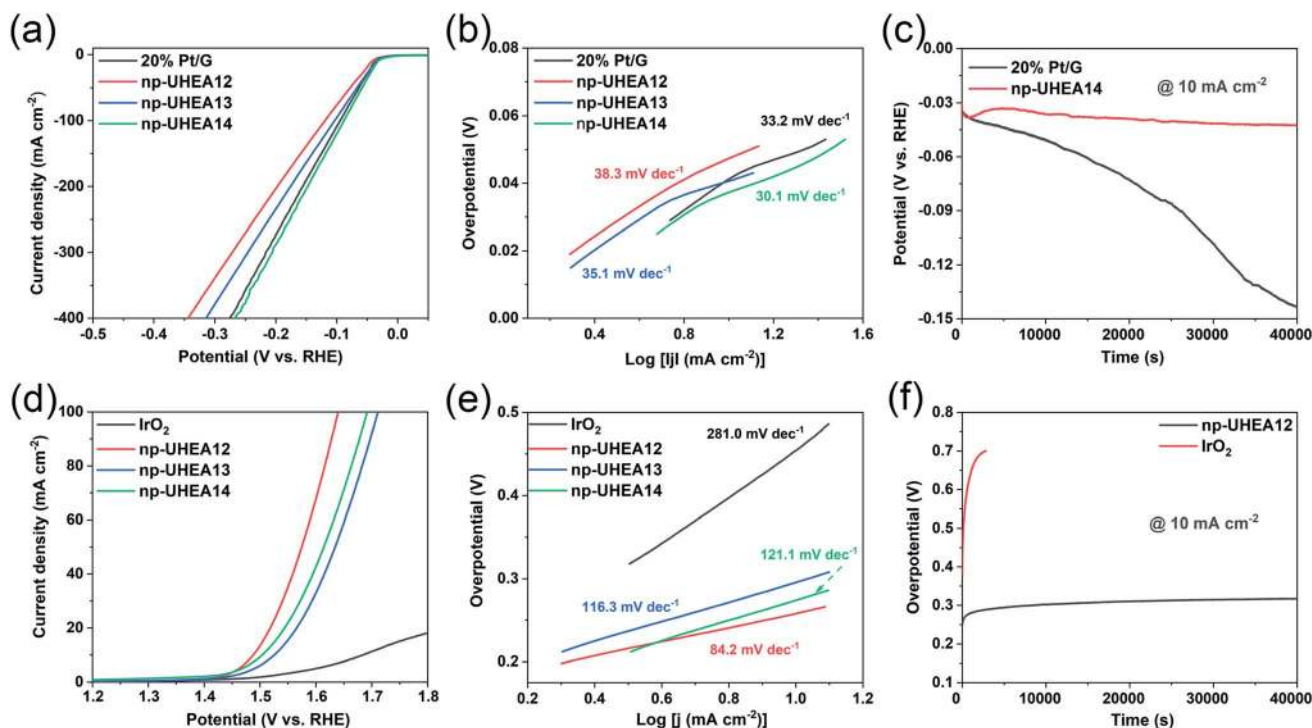 (a)
20% Pt/G
np-UHEA12
np-UHEA13
np-UHEA14
0
-100
-200
-300
-400
Current density (mA cm⁻²)
-0.5
-0.4
-0.3
-0.2
-0.1
0.0
Potential (V vs. RHE)
(b)
20% Pt/G
np-UHEA12
np-UHEA13
np-UHEA14
33.2 mV dec⁻¹
38.3 mV dec⁻¹
30.1 mV dec⁻¹
35.1 mV dec⁻¹
0.08
0.06
0.04
0.02
0.00
Overpotential (V)
0.4
0.8
1.2
1.6
Log [IjI (mA cm⁻²)]
(c)
20% Pt/G
np-UHEA14
@ 10 mA cm⁻²
0.00
-0.03
-0.06
-0.09
-0.12
-0.15
Potential (V vs. RHE)
0
10000
20000
30000
40000
Time (s)
(d)
IrO₂
np-UHEA12
np-UHEA13
np-UHEA14
100
80
60
40
20
0
Current density (mA cm⁻²)
1.2
1.3
1.4
1.5
1.6
1.7
1.8
Potential (V vs. RHE)
(e)
IrO₂
np-UHEA12
np-UHEA13
np-UHEA14
281.0 mV dec⁻¹
121.1 mV dec⁻¹
116.3 mV dec⁻¹
84.2 mV dec⁻¹
0.5
0.4
0.3
0.2
Overpotential (V)
0.2
0.4
0.6
0.8
1.0
1.2
Log [j (mA cm⁻²)]
(f)
np-UHEA12
IrO₂
@ 10 mA cm⁻²
0.8
0.7
0.6
0.5
0.4
0.3
0.2
0.1
Overpotential (V)
0
10000
20000
30000
40000
Time (s)